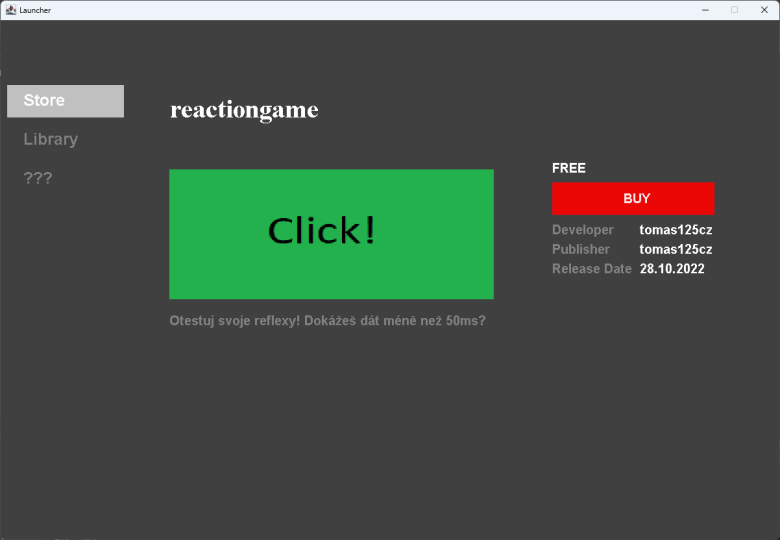 Launcher
Store
Library
???
reactiongame
Click!
Otestuj svoje reflexy! Dokážeš dát méně než 50ms?
FREE
BUY
Developer tomas125cz
Publisher tomas125cz
Release Date 28.10.2022